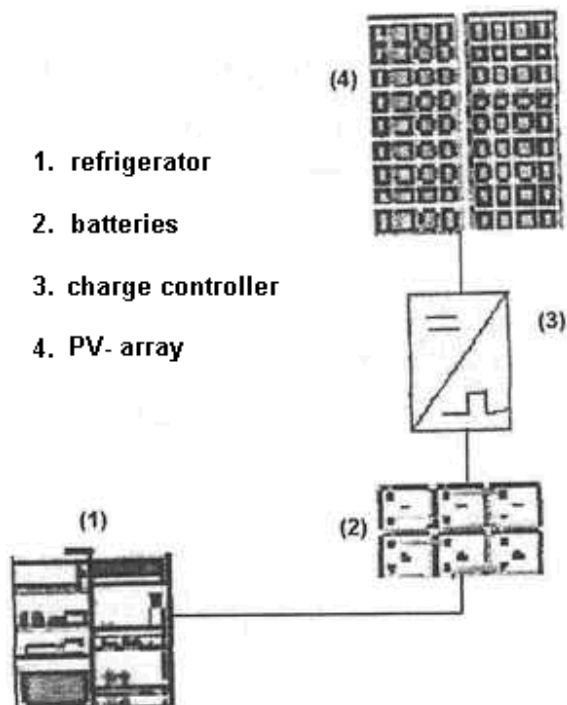 (4)
1. refrigerator
2. batteries
3. charge controller
4. PV- array
(3)
(2)
(1)